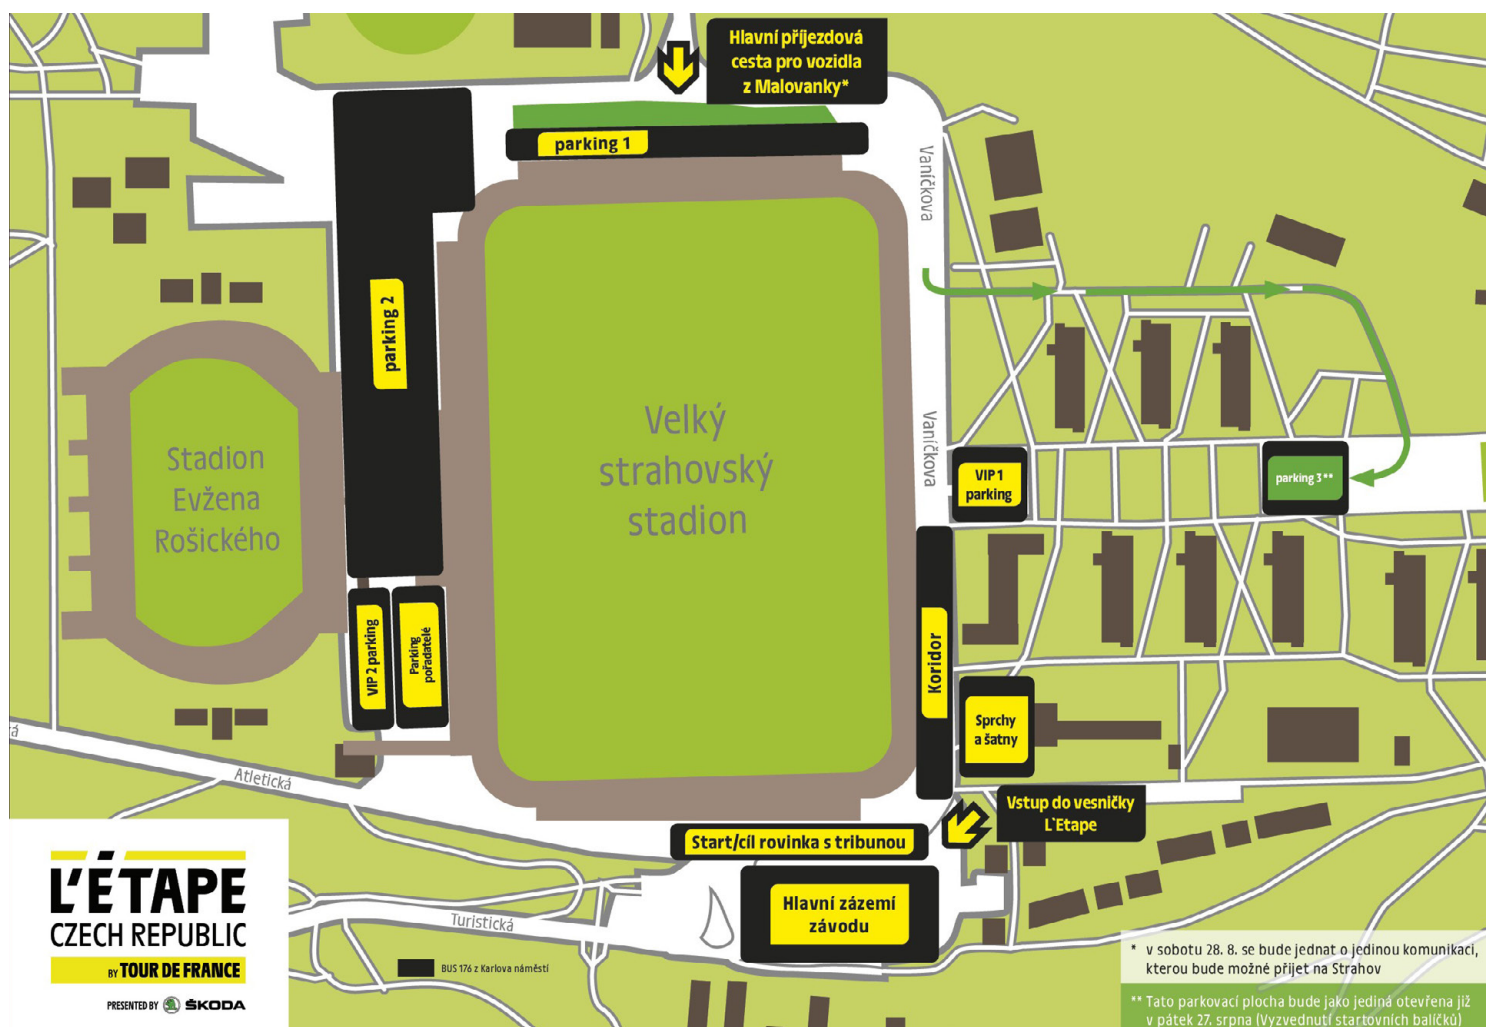 Hlavní příjezdová
cesta pro vozidla
z Malovanky*
parking 1
Vaníčkova
parking 2
Velký
strahovský
stadion
Stadion
Evžena
Rošického
Vaníčkova
VIP 1
parking
parking 3**
VIP 2 parking
Parking
pořadatelé
Koridor
Sprchy
a šatny
Atletická
Vstup do vesničky
L`Etape
Start/cíl rovinka s tribunou
Hlavní zázemí
závodu
Turistická
BUS 176 z Karlova náměstí
L'ÉTAPE
CZECH REPUBLIC
BY TOUR DE FRANCE
PRESENTED BY ŠKODA
* v sobotu 28. 8. se bude jednat o jedinou komunikaci,
kterou bude možné přijet na Strahov
** Tato parkovací plocha bude jako jediná otevřena již
v pátek 27. srpna (Vyzvednutí startovních balíčků)